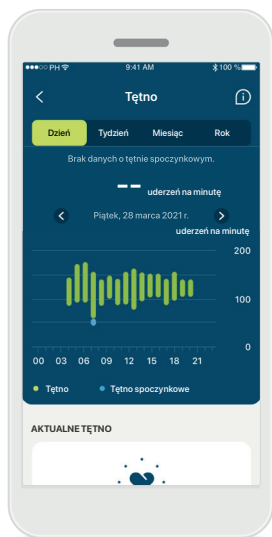 PH 9:41 AM 100 %
Tętno
Dzień Tydzień Miesiąc Rok
Brak danych o tętnie spoczynkowym.
-- uderzeń na minutę
Piątek, 28 marca 2021 r.
uderzeń na minutę
200
100
0
00 03 06 09 12 15 18 21
Tętno Tętno spoczynkowe
AKTUALNE TĘTNO